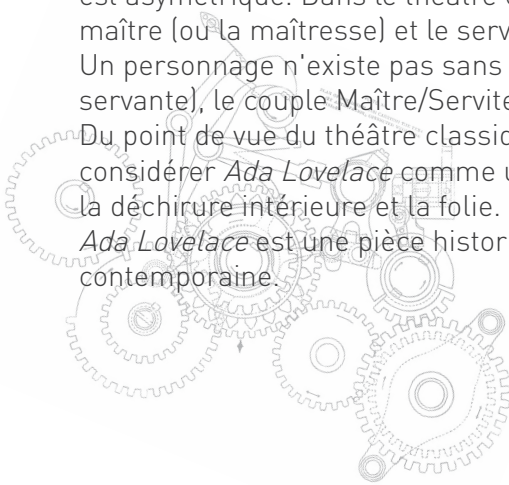 est asymétrique. Dans le théâtre
maître (ou la maîtresse) et le serv
Un personnage n'existe pas sans
servante), le couple Maître/Servite
Du point de vue du théâtre classic
considérer Ada Lovelace comme u
la déchirure intérieure et la folie.
Ada Lovelace est une pièce histor
contemporaine.